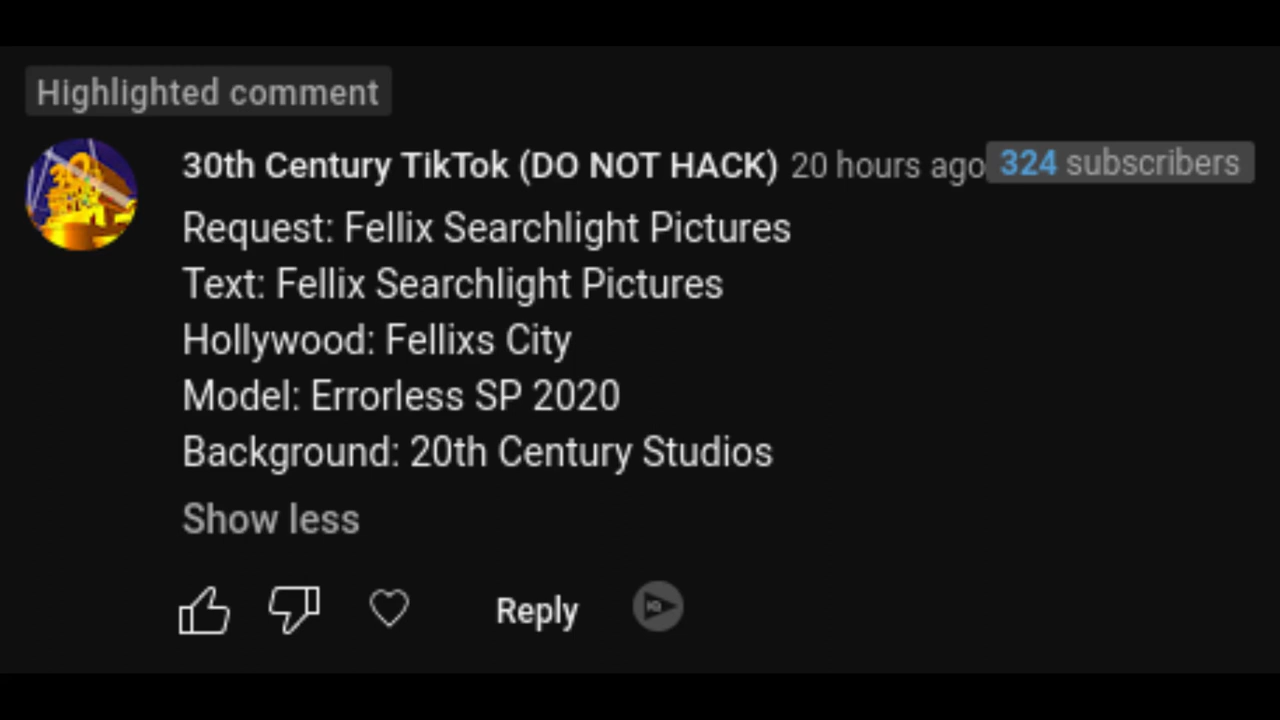 Highlighted comment
30th Century TikTok (DO NOT HACK) 20 hours ago 324 subscribers
Request: Fellix Searchlight Pictures
Text: Fellix Searchlight Pictures
Hollywood: Fellixs City
Model: Errorless SP 2020
Background: 20th Century Studios
Show less
Reply